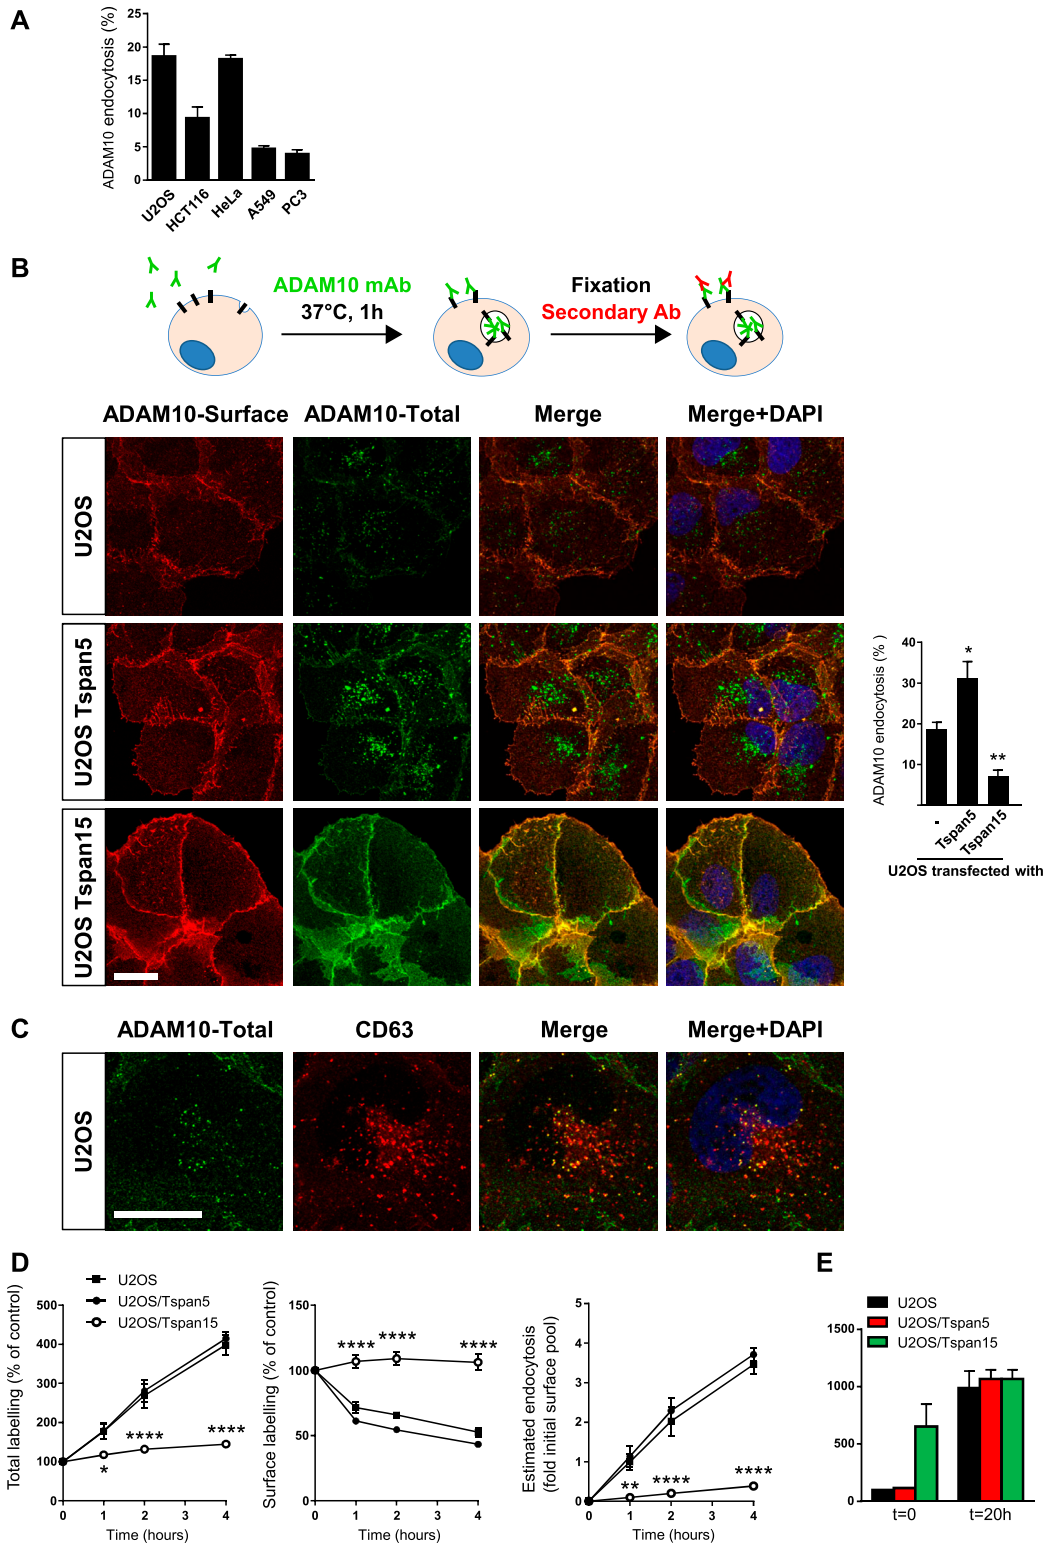 A
ADAM10 endocytosis (%)
25
20
15
10
5
0
U2OS
HCT116
HeLa
A549
PC3
B
ADAM10 mAb
37°C, 1h
Fixation
Secondary Ab
ADAM10-Surface
ADAM10-Total
Merge
Merge+DAPI
U2OS
U2OS Tspan5
U2OS Tspan15
ADAM10 endocytosis (% )
40
30
20
10
*
**
-
Tspan5
Tspan15
U2OS transfected with
C
ADAM10-Total
CD63
Merge
Merge+DAPI
U2OS
D
U2OS
U2OS/Tspan5
U2OS/Tspan15
Total labelling (% of control)
500
400
300
200
100
0
*
****
****
0 1 2 3 4
Time (hours)
Surface labelling (% of control)
150
100
50
0
****
****
****
0 1 2 3 4
Time (hours)
Estimated endocytosis
(fold initial surface pool)
5
4
3
2
1
0
**
****
****
0 1 2 3 4
Time (hours)
E
U2OS
U2OS/Tspan5
U2OS/Tspan15
1500
1000
500
0
t=0
t=20h